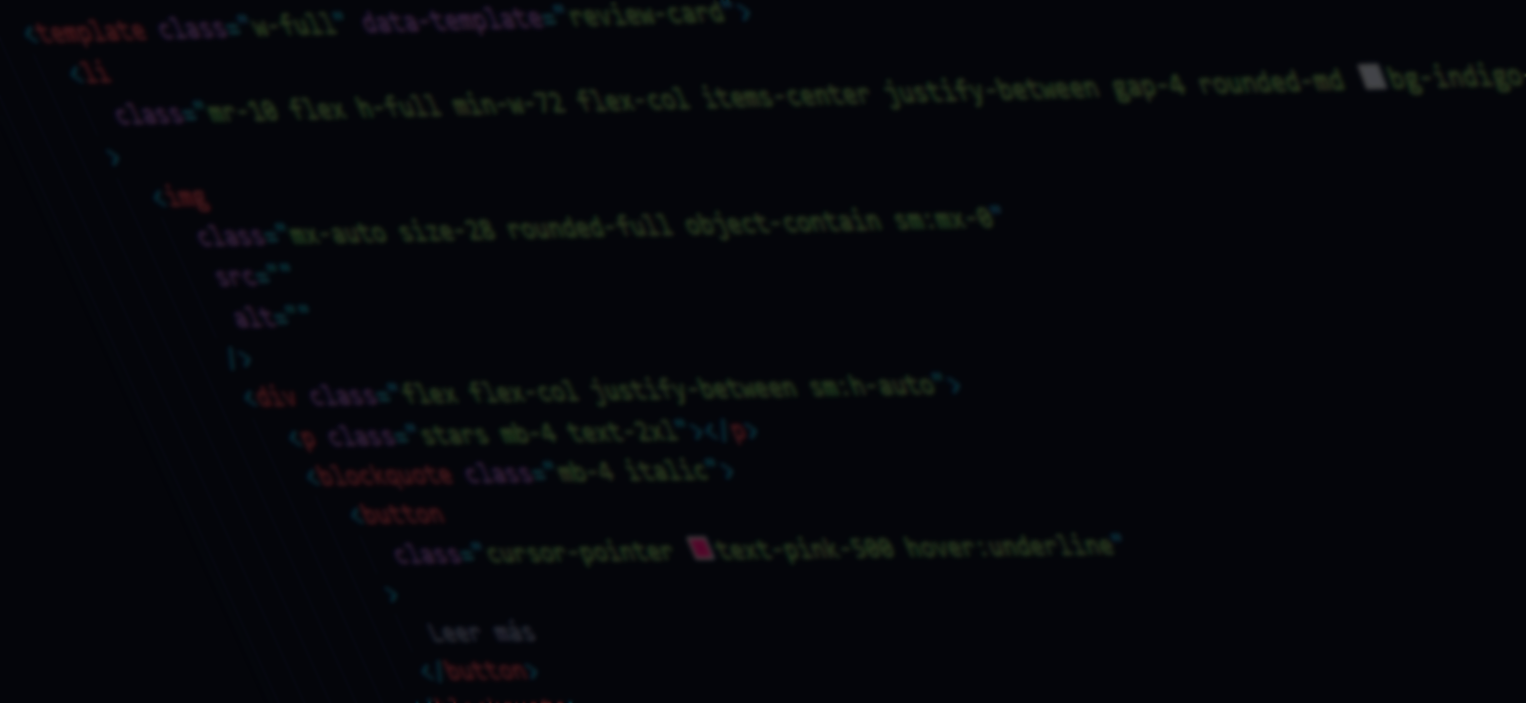 <template class="w-full" data-template="review-card">
<li
class="mr-10 flex h-full min-w-72 flex-col items-center justify-between gap-4 rounded-md bg-indigo-
>
<img
class="mx-auto size-28 rounded-full object-contain sm:mx-0"
src=""
alt=""
/>
<div class="flex flex-col justify-between sm:h-auto">
<p class="stars mb-4 text-2xl"></p>
<blockquote class="mb-4 italic">
<button
class="cursor-pointer text-pink-500 hover:underline"
>
Leer más
</button>
</blockquote>